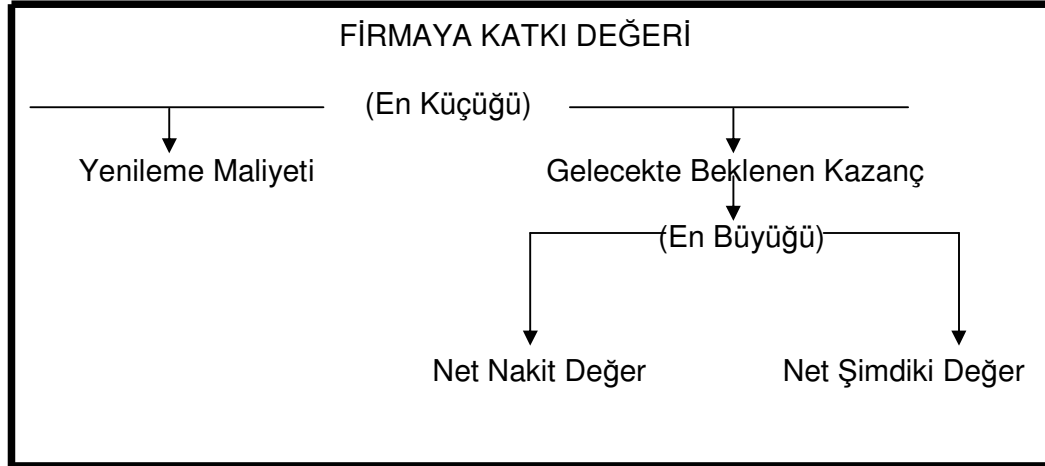 FİRMAYA KATKI DEĞERİ
(En Küçüğü)
Yenileme Maliyeti
Gelecekte Beklenen Kazanç
(En Büyüğü)
Net Nakit Değer
Net Şimdiki Değer